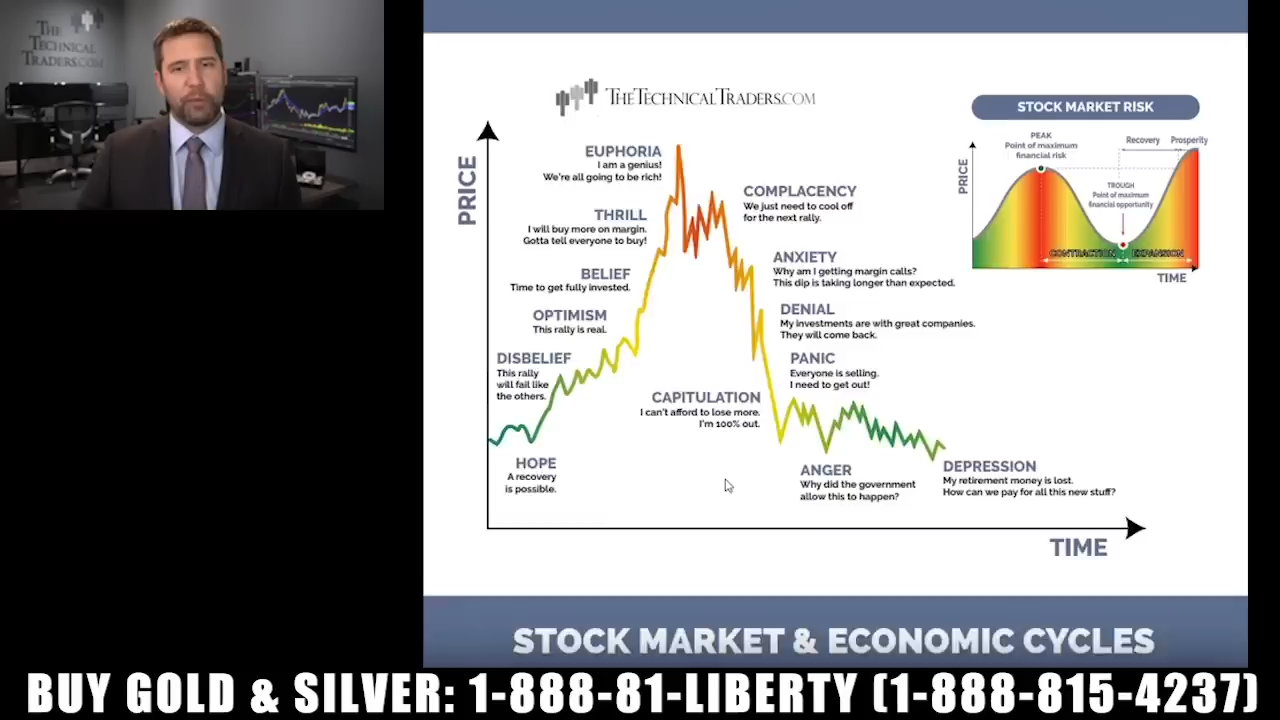 THE
TECHNICAL
TRADERS.COM
THETECHNICALTRADERS.COM
STOCK MARKET RISK
PEAK
Point of maximum
financial risk
Recovery
Prosperity
PRICE
TROUGH
Point of maximum
financial opportunity
CONTRACTION
EXPANSION
TIME
PRICE
EUPHORIA
I am a genius!
We're all going to be rich!
THRILL
I will buy more on margin.
Gotta tell everyone to buy!
BELIEF
Time to get fully invested.
OPTIMISM
This rally is real.
DISBELIEF
This rally
will fail like
the others.
HOPE
A recovery
is possible.
COMPLACENCY
We just need to cool off
for the next rally.
ANXIETY
Why am I getting margin calls?
This dip is taking longer than expected.
DENIAL
My investments are with great companies.
They will come back.
PANIC
Everyone is selling.
I need to get out!
CAPITULATION
I can't afford to lose more.
I'm 100% out.
ANGER
Why did the government
allow this to happen?
DEPRESSION
My retirement money is lost.
How can we pay for all this new stuff?
TIME
STOCK MARKET & ECONOMIC CYCLES
BUY GOLD & SILVER: 1-888-81-LIBERTY (1-888-815-4237)